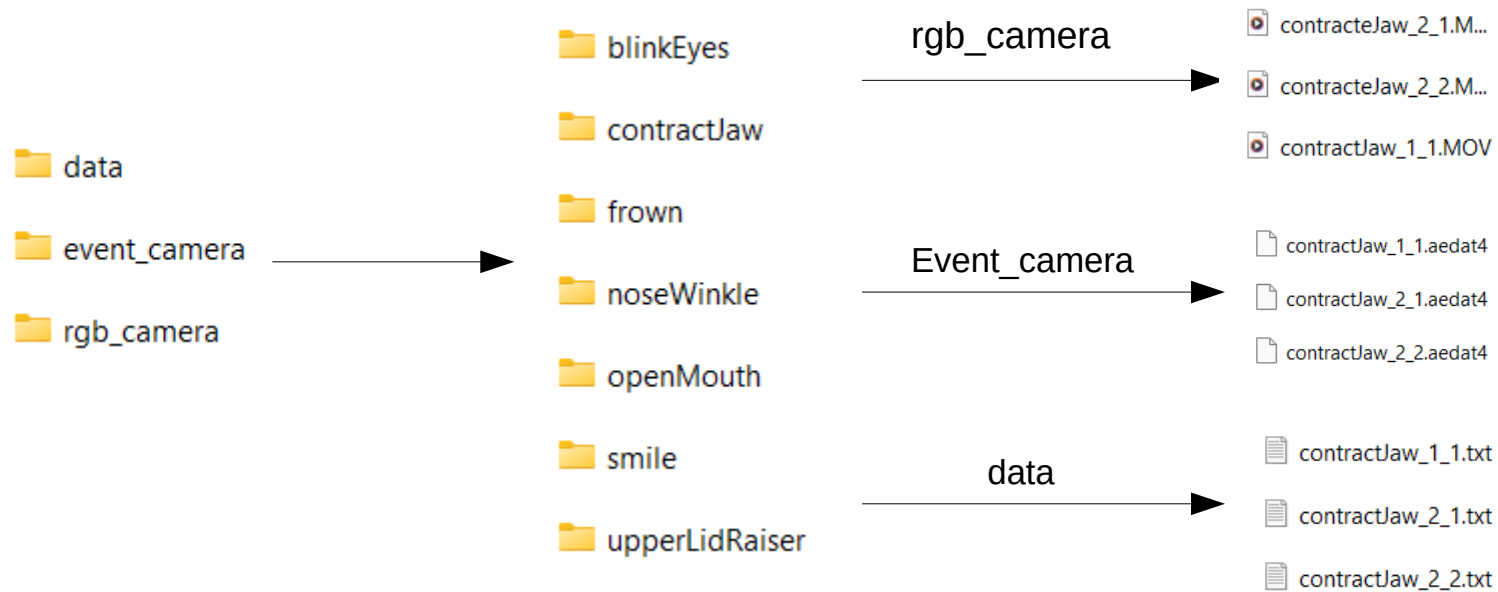 data
event_camera
rgb_camera
blinkEyes
contractJaw
frown
noseWinkle
openMouth
smile
upperLidRaiser
rgb_camera
contracteJaw_2_1.M...
contracteJaw_2_2.M...
contractJaw_1_1.MOV
Event_camera
contractJaw_1_1.aedat4
contractJaw_2_1.aedat4
contractJaw_2_2.aedat4
data
contractJaw_1_1.txt
contractJaw_2_1.txt
contractJaw_2_2.txt